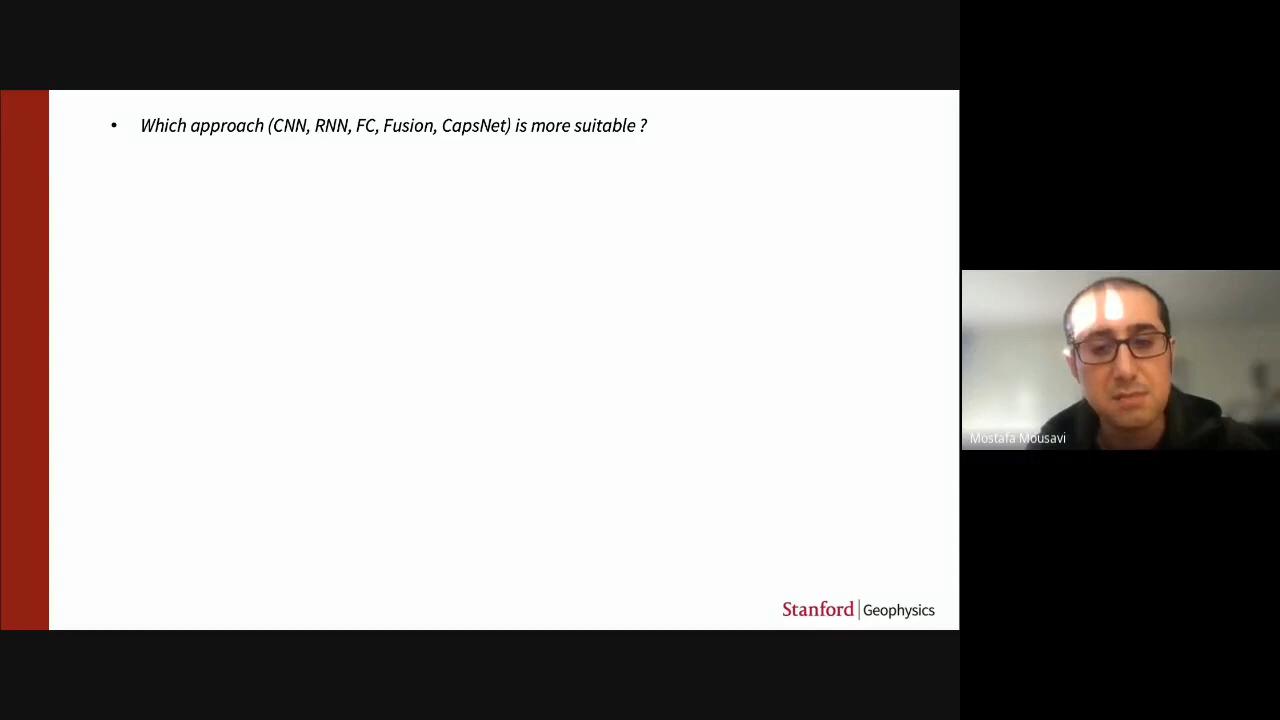 • Which approach (CNN, RNN, FC, Fusion, CapsNet) is more suitable ?
Mostafa Mousavi
Stanford | Geophysics